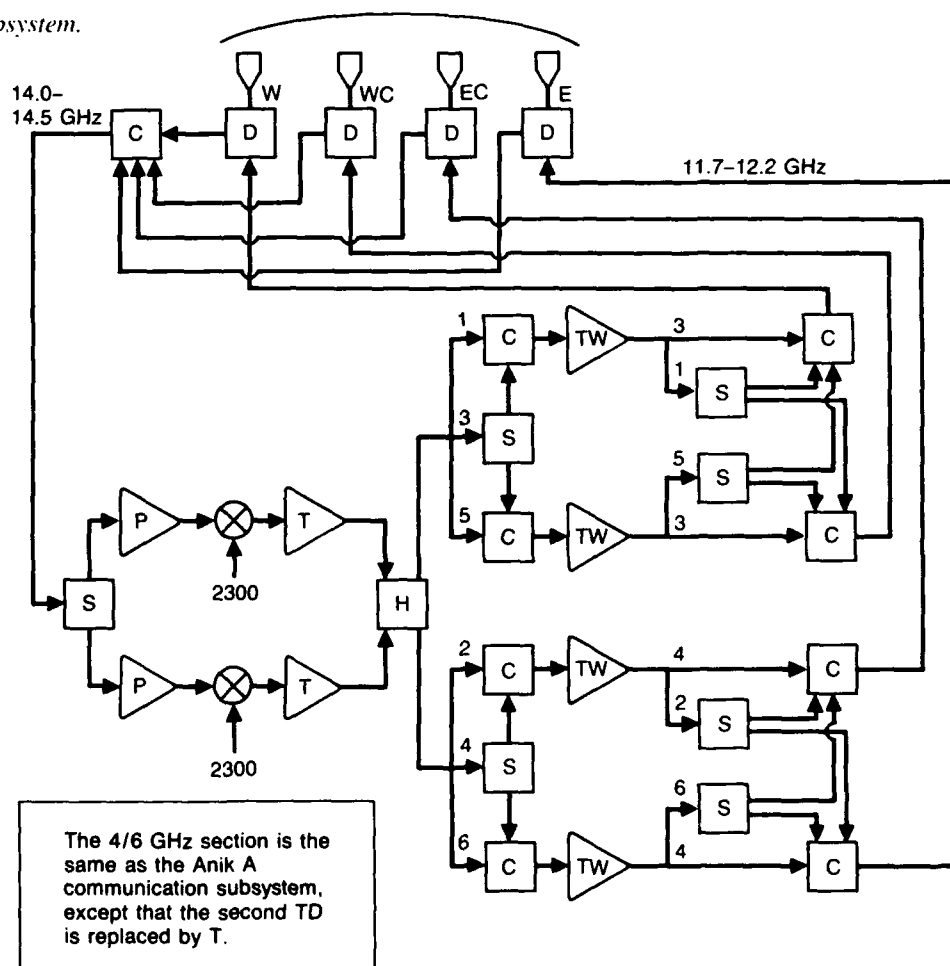 bsystem.
W WC EC E
14.0–
14.5 GHz
C D D D D
11.7–12.2 GHz
1 C TW 3 C
1 S
3 S
5 S
5 C TW 3 C
P T
2300
S H
P T
2300
2 C TW 4 C
2 S
4 S
6 S
6 C TW 4 C
The 4/6 GHz section is the
same as the Anik A
communication subsystem,
except that the second TD
is replaced by T.